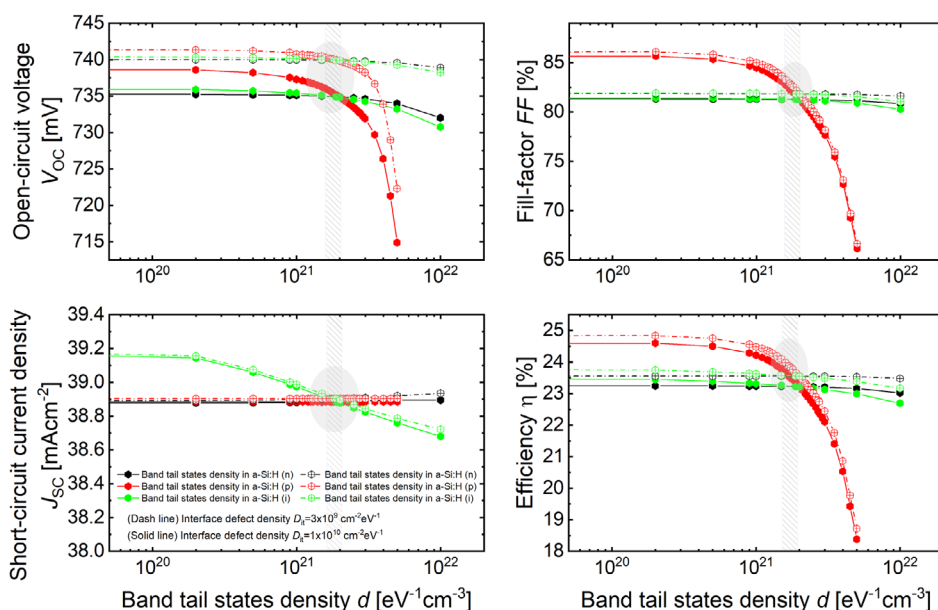 Open-circuit voltage
V_OC [mV]
745
740
735
730
725
720
715
10^20
10^21
10^22
Fill-factor FF [%]
85
80
75
70
65
10^20
10^21
10^22
Short-circuit current density
J_SC [mAcm^-2]
39.4
39.2
39.0
38.8
38.6
38.4
38.2
38.0
Band tail states density in a-Si:H (n)
Band tail states density in a-Si:H (n)
Band tail states density in a-Si:H (p)
Band tail states density in a-Si:H (p)
Band tail states density in a-Si:H (i)
Band tail states density in a-Si:H (i)
(Dash line) Interface defect density D_it=3x10^9 cm^-2eV^-1
(Solid line) Interface defect density D_it=1x10^10 cm^-2eV^-1
10^20
10^21
10^22
Band tail states density d [eV^-1cm^-3]
Efficiency η [%]
25
24
23
22
21
20
19
18
10^20
10^21
10^22
Band tail states density d [eV^-1cm^-3]